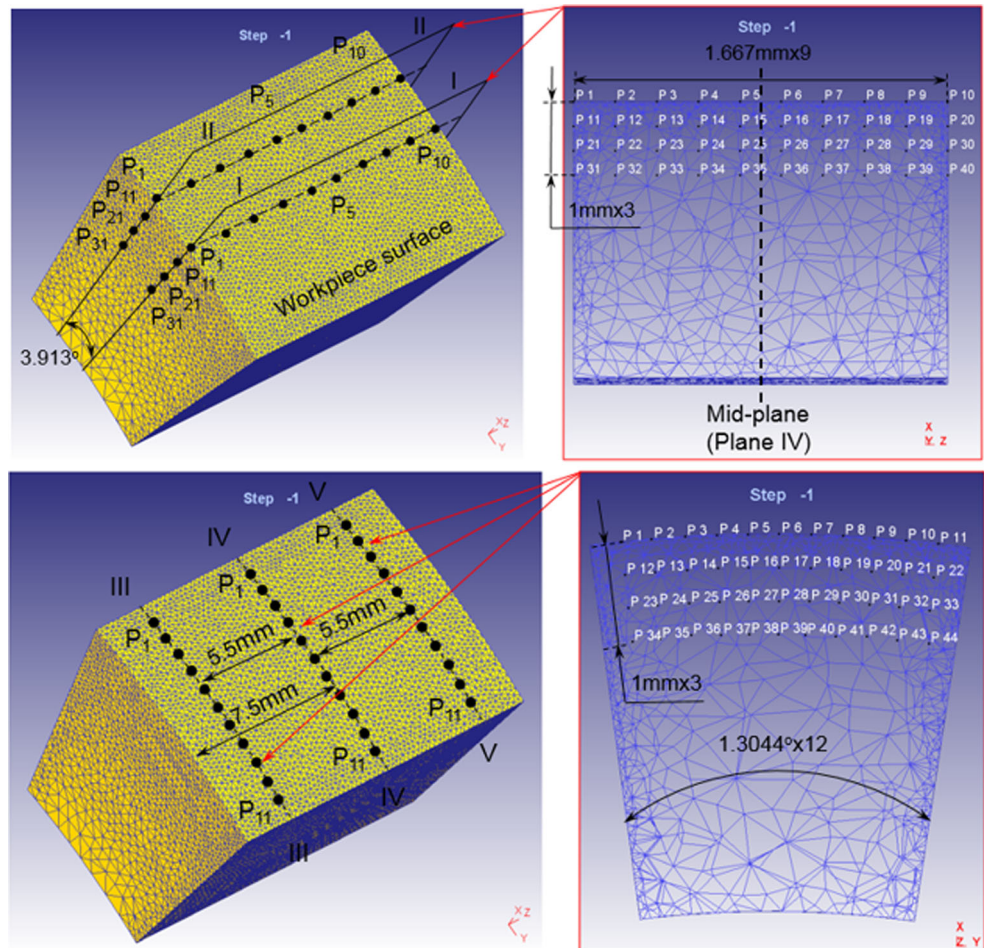 Step -1
II
P10
P5
I
II
P1
P11
P21
P31
I
P10
P5
P1
P11
P21
P31
Workpiece surface
3.913°
X Z
Y
Step -1
1.667mmx9
P 1 P 2 P 3 P 4 P 5 P 6 P 7 P 8 P 9 P 10
P 11 P 12 P 13 P 14 P 15 P 16 P 17 P 18 P 19 P 20
P 21 P 22 P 23 P 24 P 25 P 26 P 27 P 28 P 29 P 30
P 31 P 32 P 33 P 34 P 35 P 36 P 37 P 38 P 39 P 40
1mmx3
Mid-plane
(Plane IV)
X
Y. Z
Step -1
V
P1
IV
P1
III
P1
5.5mm
5.5mm
7.5mm
P11
V
P11
IV
P11
III
X Z
Y
Step -1
P 1 P 2 P 3 P 4 P 5 P 6 P 7 P 8 P 9 P 10 P 11
P 12 P 13 P 14 P 15 P 16 P 17 P 18 P 19 P 20 P 21 P 22
P 23 P 24 P 25 P 26 P 27 P 28 P 29 P 30 P 31 P 32 P 33
P 34 P 35 P 36 P 37 P 38 P 39 P 40 P 41 P 42 P 43 P 44
1mmx3
1.3044°x12
X
Z. Y